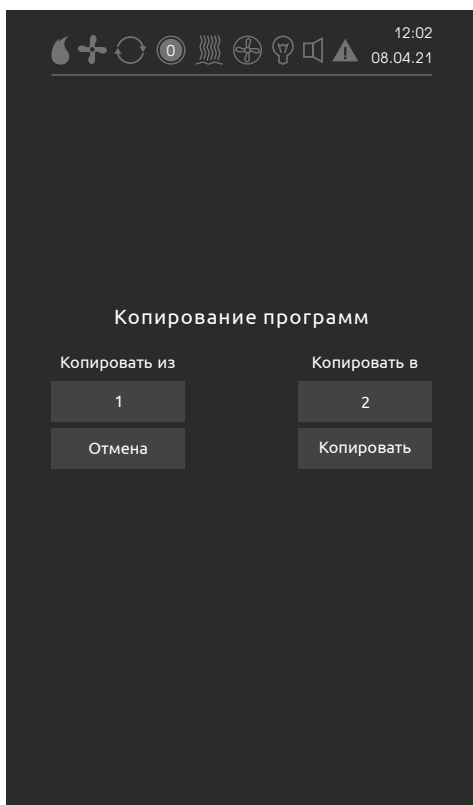 12:02
0
08.04.21
Копирование программ
Копировать из
Копировать в
1
2
Отмена
Копировать